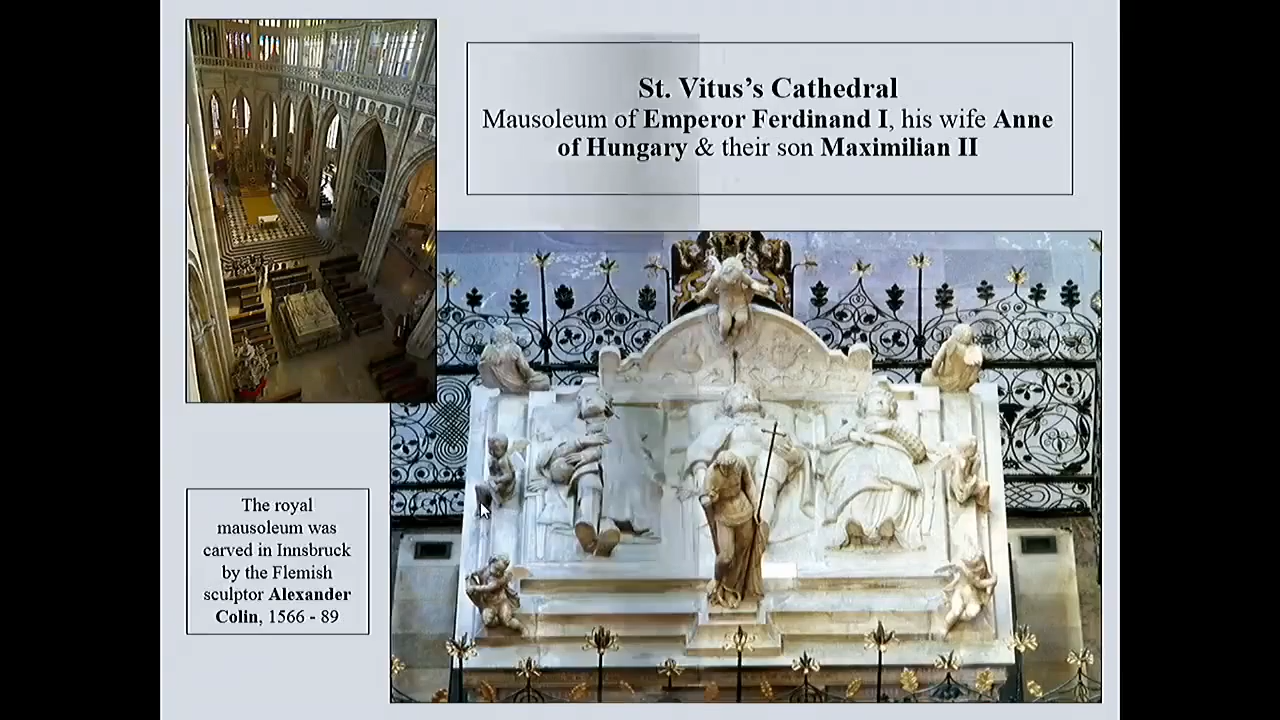 St. Vitus’s Cathedral
Mausoleum of Emperor Ferdinand I, his wife Anne
of Hungary & their son Maximilian II
The royal
mausoleum was
carved in Innsbruck
by the Flemish
sculptor Alexander
Colin, 1566 - 89